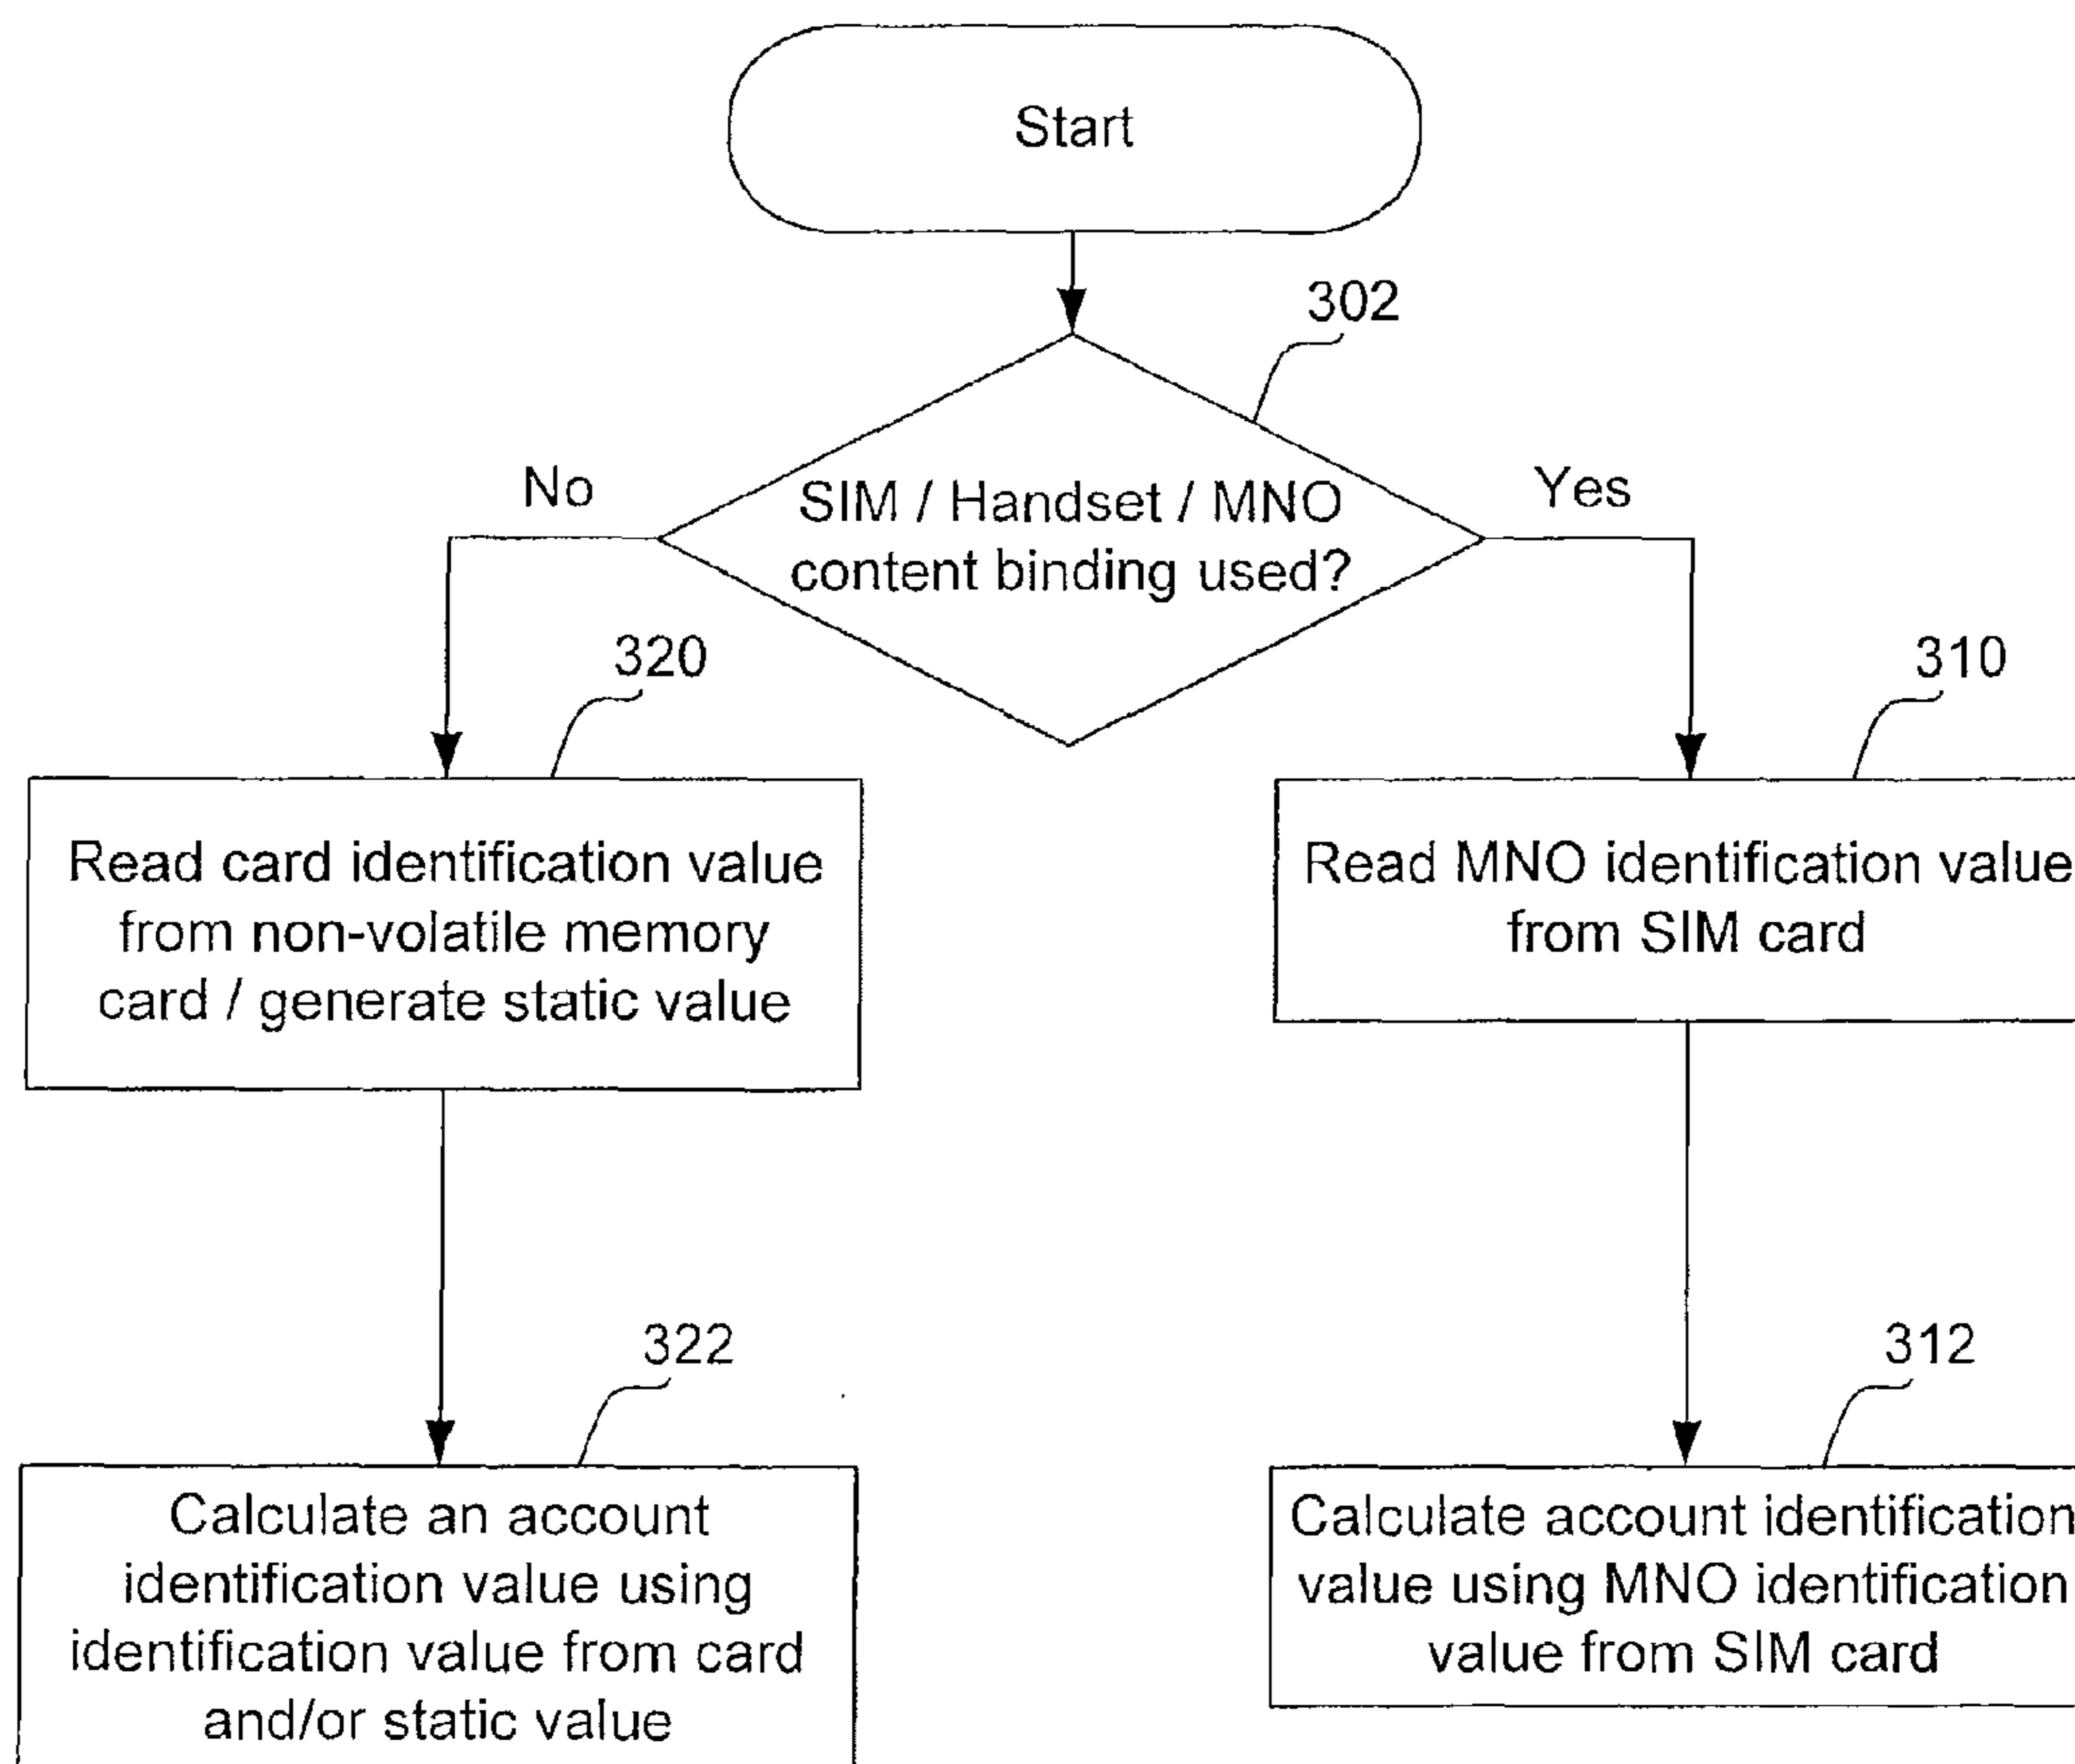 Start
302
No
SIM / Handset / MNO
content binding used?
Yes
320
310
Read card identification value
from non-volatile memory
card / generate static value
Read MNO identification value
from SIM card
322
312
Calculate an account
identification value using
identification value from card
and/or static value
Calculate account identification
value using MNO identification
value from SIM card